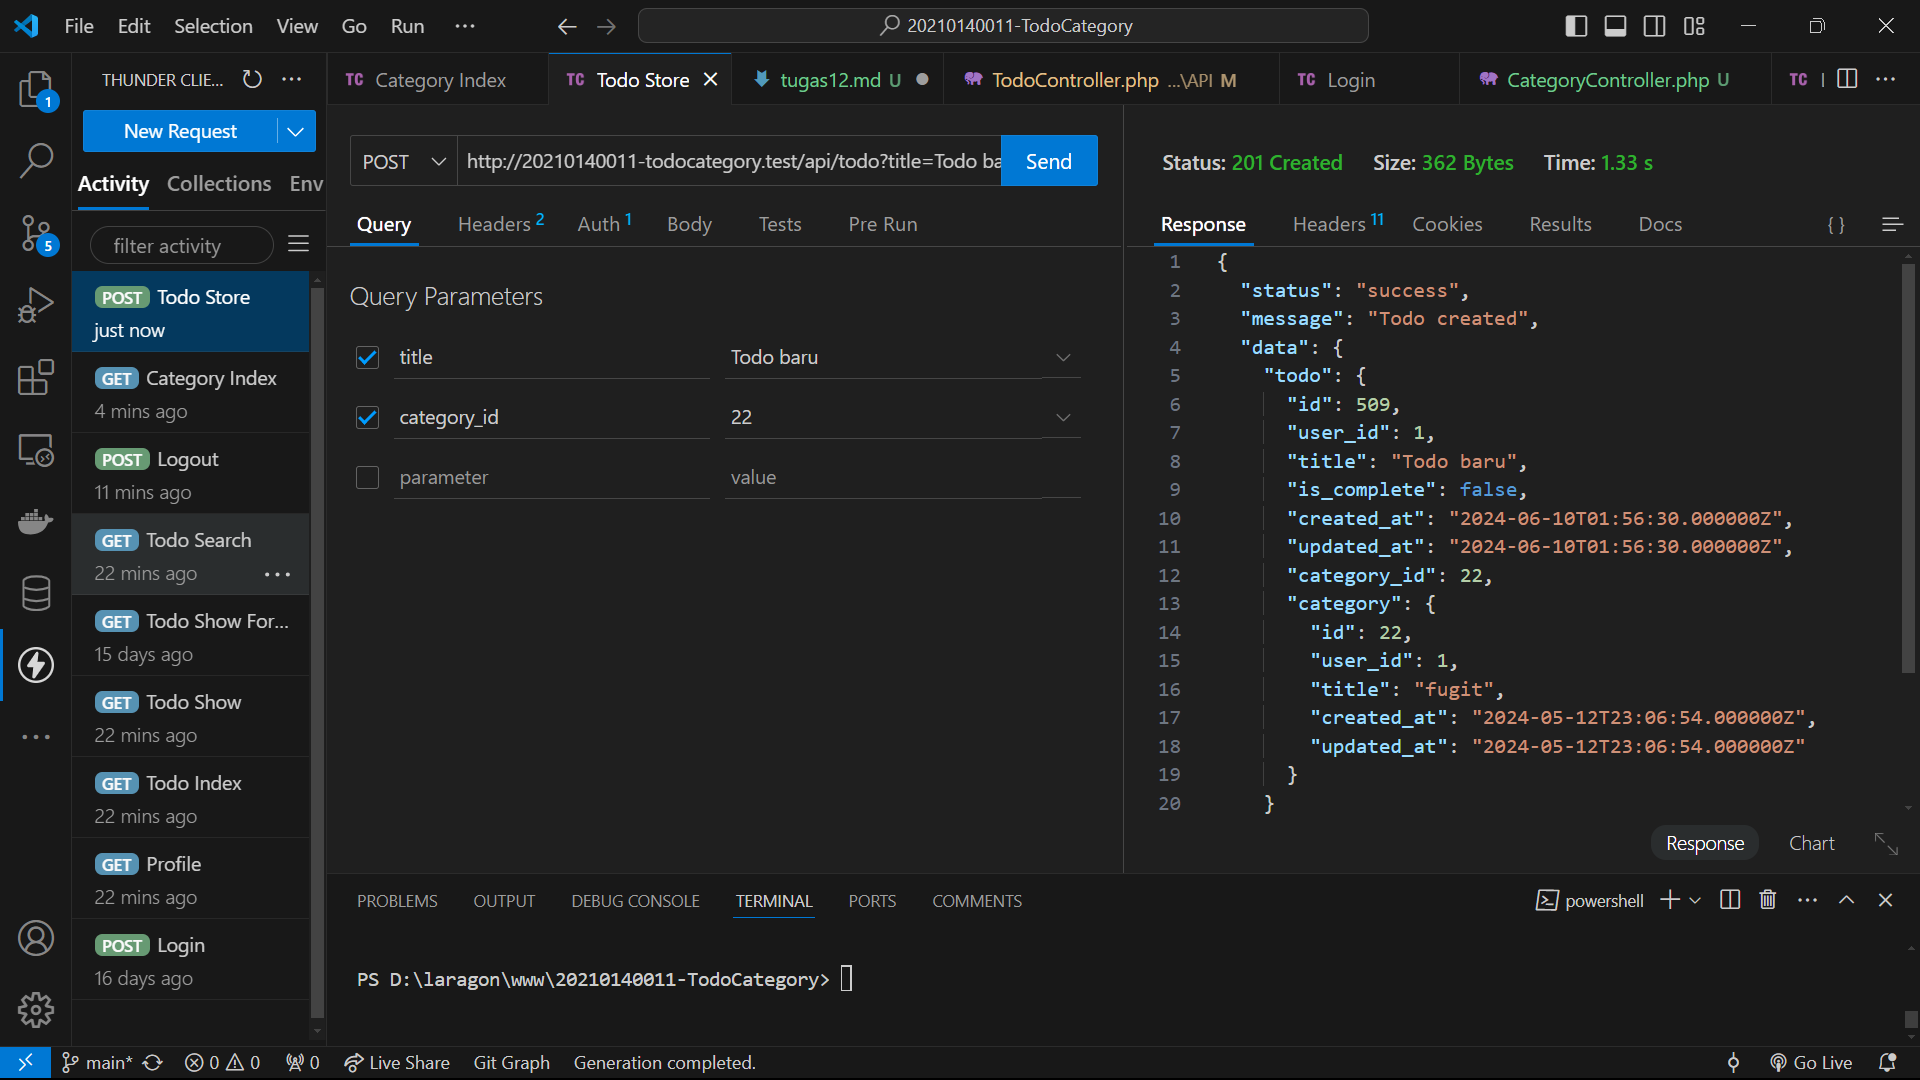 File Edit Selection View Go Run ···
20210140011-TodoCategory
THUNDER CLIE... ···
TC Category Index
TC Todo Store
tugas12.md U
TodoController.php ...\API M
TC Login
CategoryController.php U
TC
New Request
Activity Collections Env
filter activity
POST Todo Store
just now
GET Category Index
4 mins ago
POST Logout
11 mins ago
GET Todo Search
22 mins ago ···
GET Todo Show For...
15 days ago
GET Todo Show
22 mins ago
GET Todo Index
22 mins ago
GET Profile
22 mins ago
POST Login
16 days ago
1
5
POST http://20210140011-todocategory.test/api/todo?title=Todo ba Send
Query Headers 2 Auth 1 Body Tests Pre Run
Query Parameters
title Todo baru
category_id 22
parameter value
Status: 201 Created Size: 362 Bytes Time: 1.33 s
Response Headers 11 Cookies Results Docs { }
1 {
2 "status": "success",
3 "message": "Todo created",
4 "data": {
5 "todo": {
6 "id": 509,
7 "user_id": 1,
8 "title": "Todo baru",
9 "is_complete": false,
10 "created_at": "2024-06-10T01:56:30.000000Z",
11 "updated_at": "2024-06-10T01:56:30.000000Z",
12 "category_id": 22,
13 "category": {
14 "id": 22,
15 "user_id": 1,
16 "title": "fugit",
17 "created_at": "2024-05-12T23:06:54.000000Z",
18 "updated_at": "2024-05-12T23:06:54.000000Z"
19 }
20 }
Response Chart
PROBLEMS OUTPUT DEBUG CONSOLE TERMINAL PORTS COMMENTS
powershell
PS D:\laragon\www\20210140011-TodoCategory>
main* 0 0 0 Live Share Git Graph Generation completed. Go Live